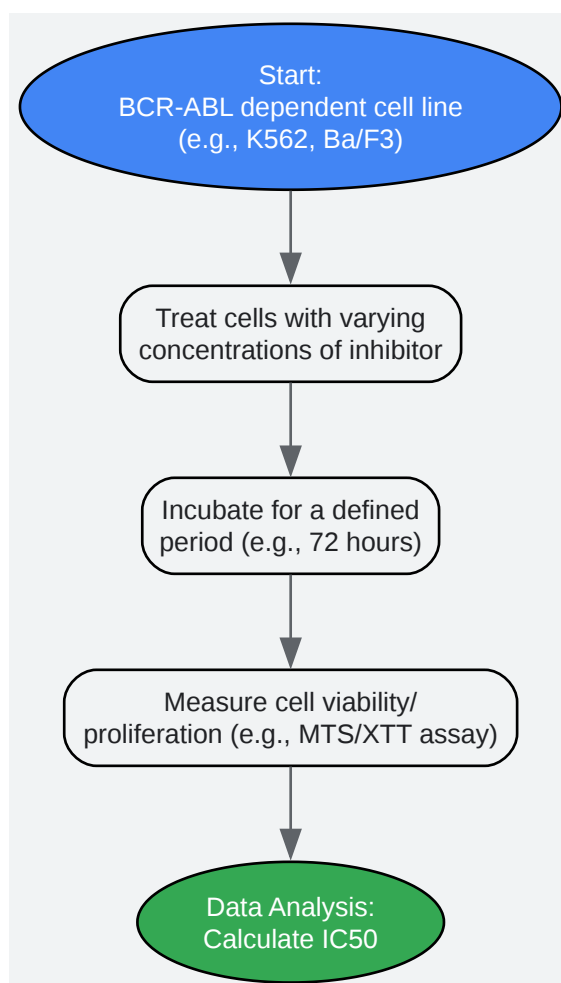 Start:
BCR-ABL dependent cell line
(e.g., K562, Ba/F3)
Treat cells with varying
concentrations of inhibitor
Incubate for a defined
period (e.g., 72 hours)
Measure cell viability/
proliferation (e.g., MTS/XTT assay)
Data Analysis:
Calculate IC50